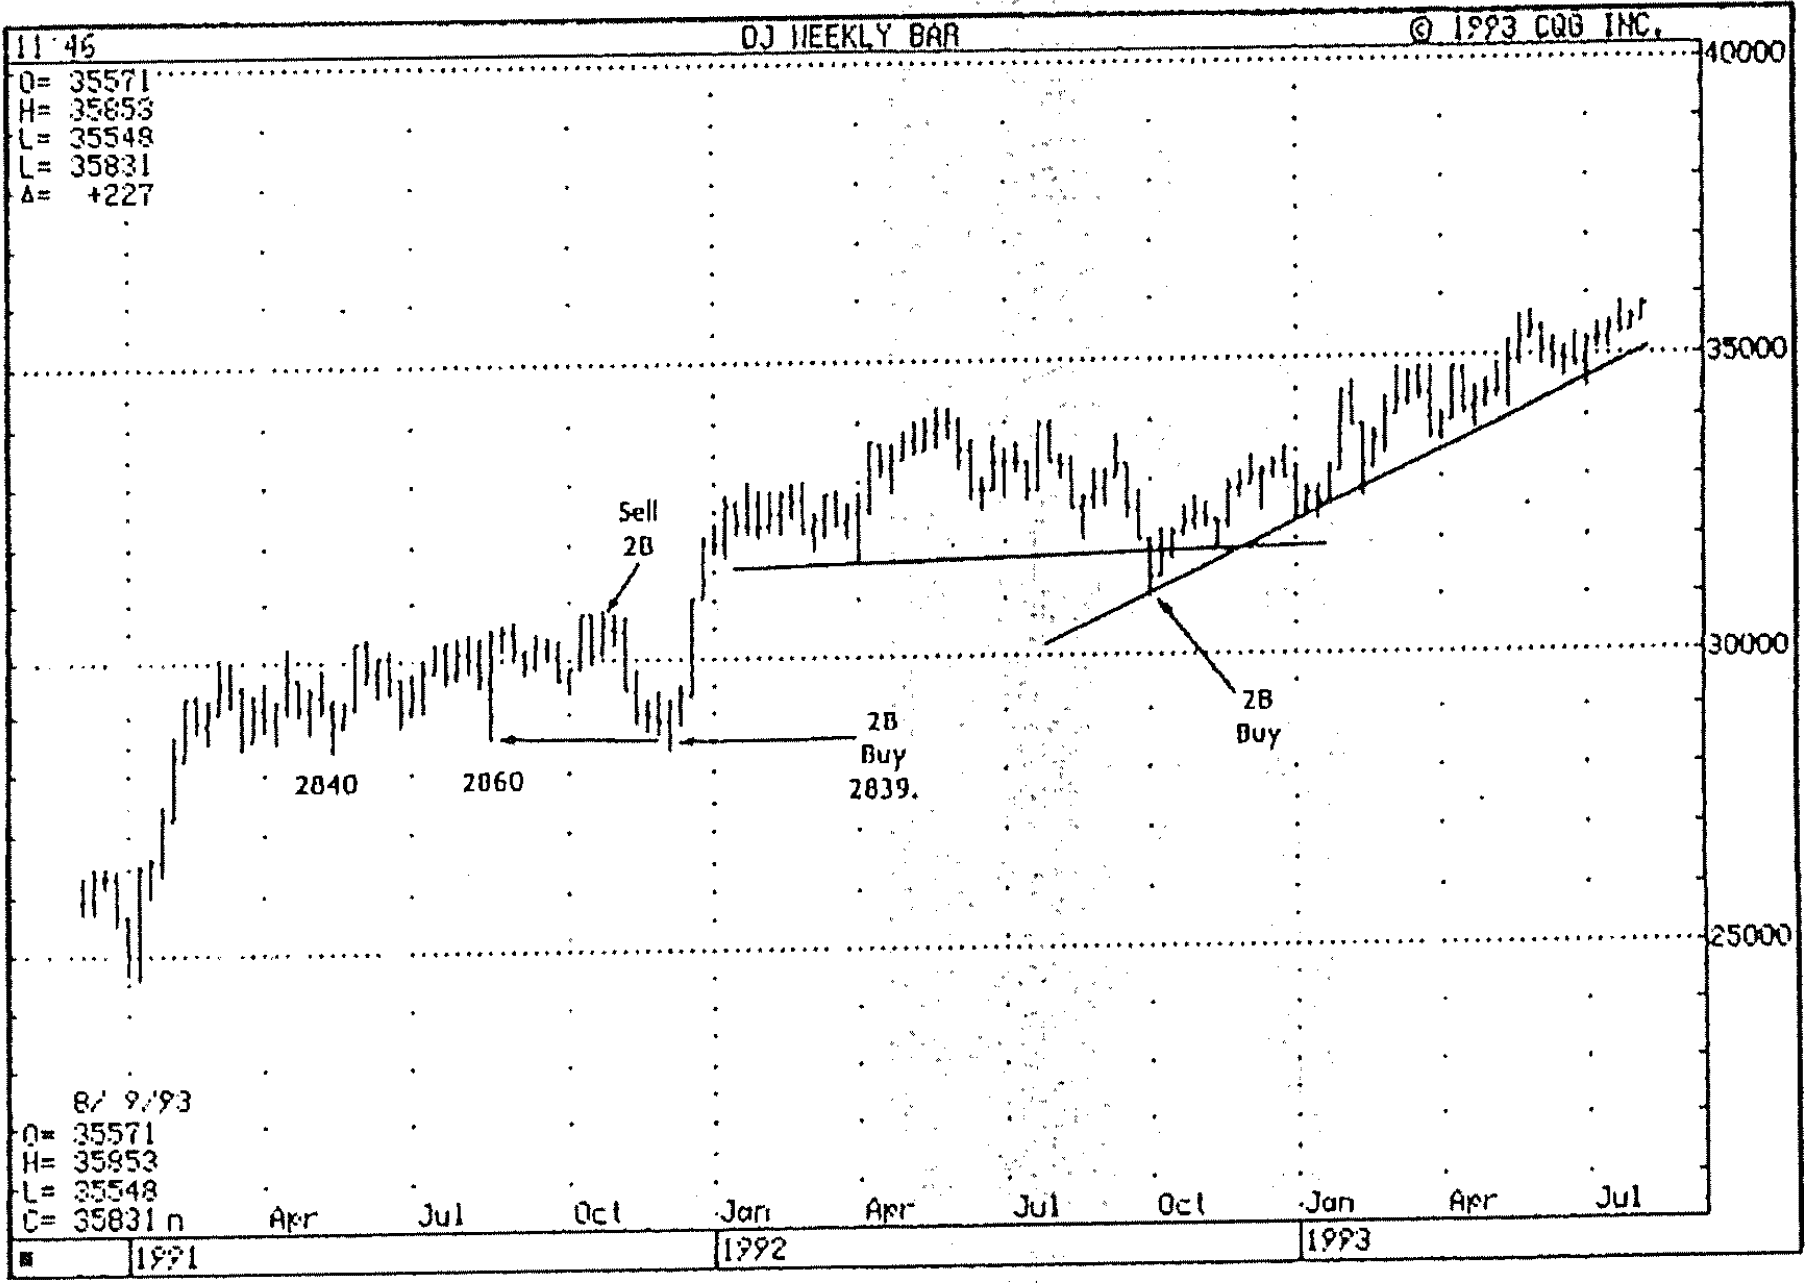 11:46
DJ WEEKLY BAR
© 1993 CQG INC.
O= 35571
H= 35853
L= 35548
L= 35831
Δ= +227
40000
35000
30000
25000
Sell
2B
2B
Buy
2839.
2B
Buy
2840
2860
8/ 9/93
O= 35571
H= 35853
L= 35548
C= 35831 n
Apr Jul Oct Jan Apr Jul Oct Jan Apr Jul
1991 1992 1993